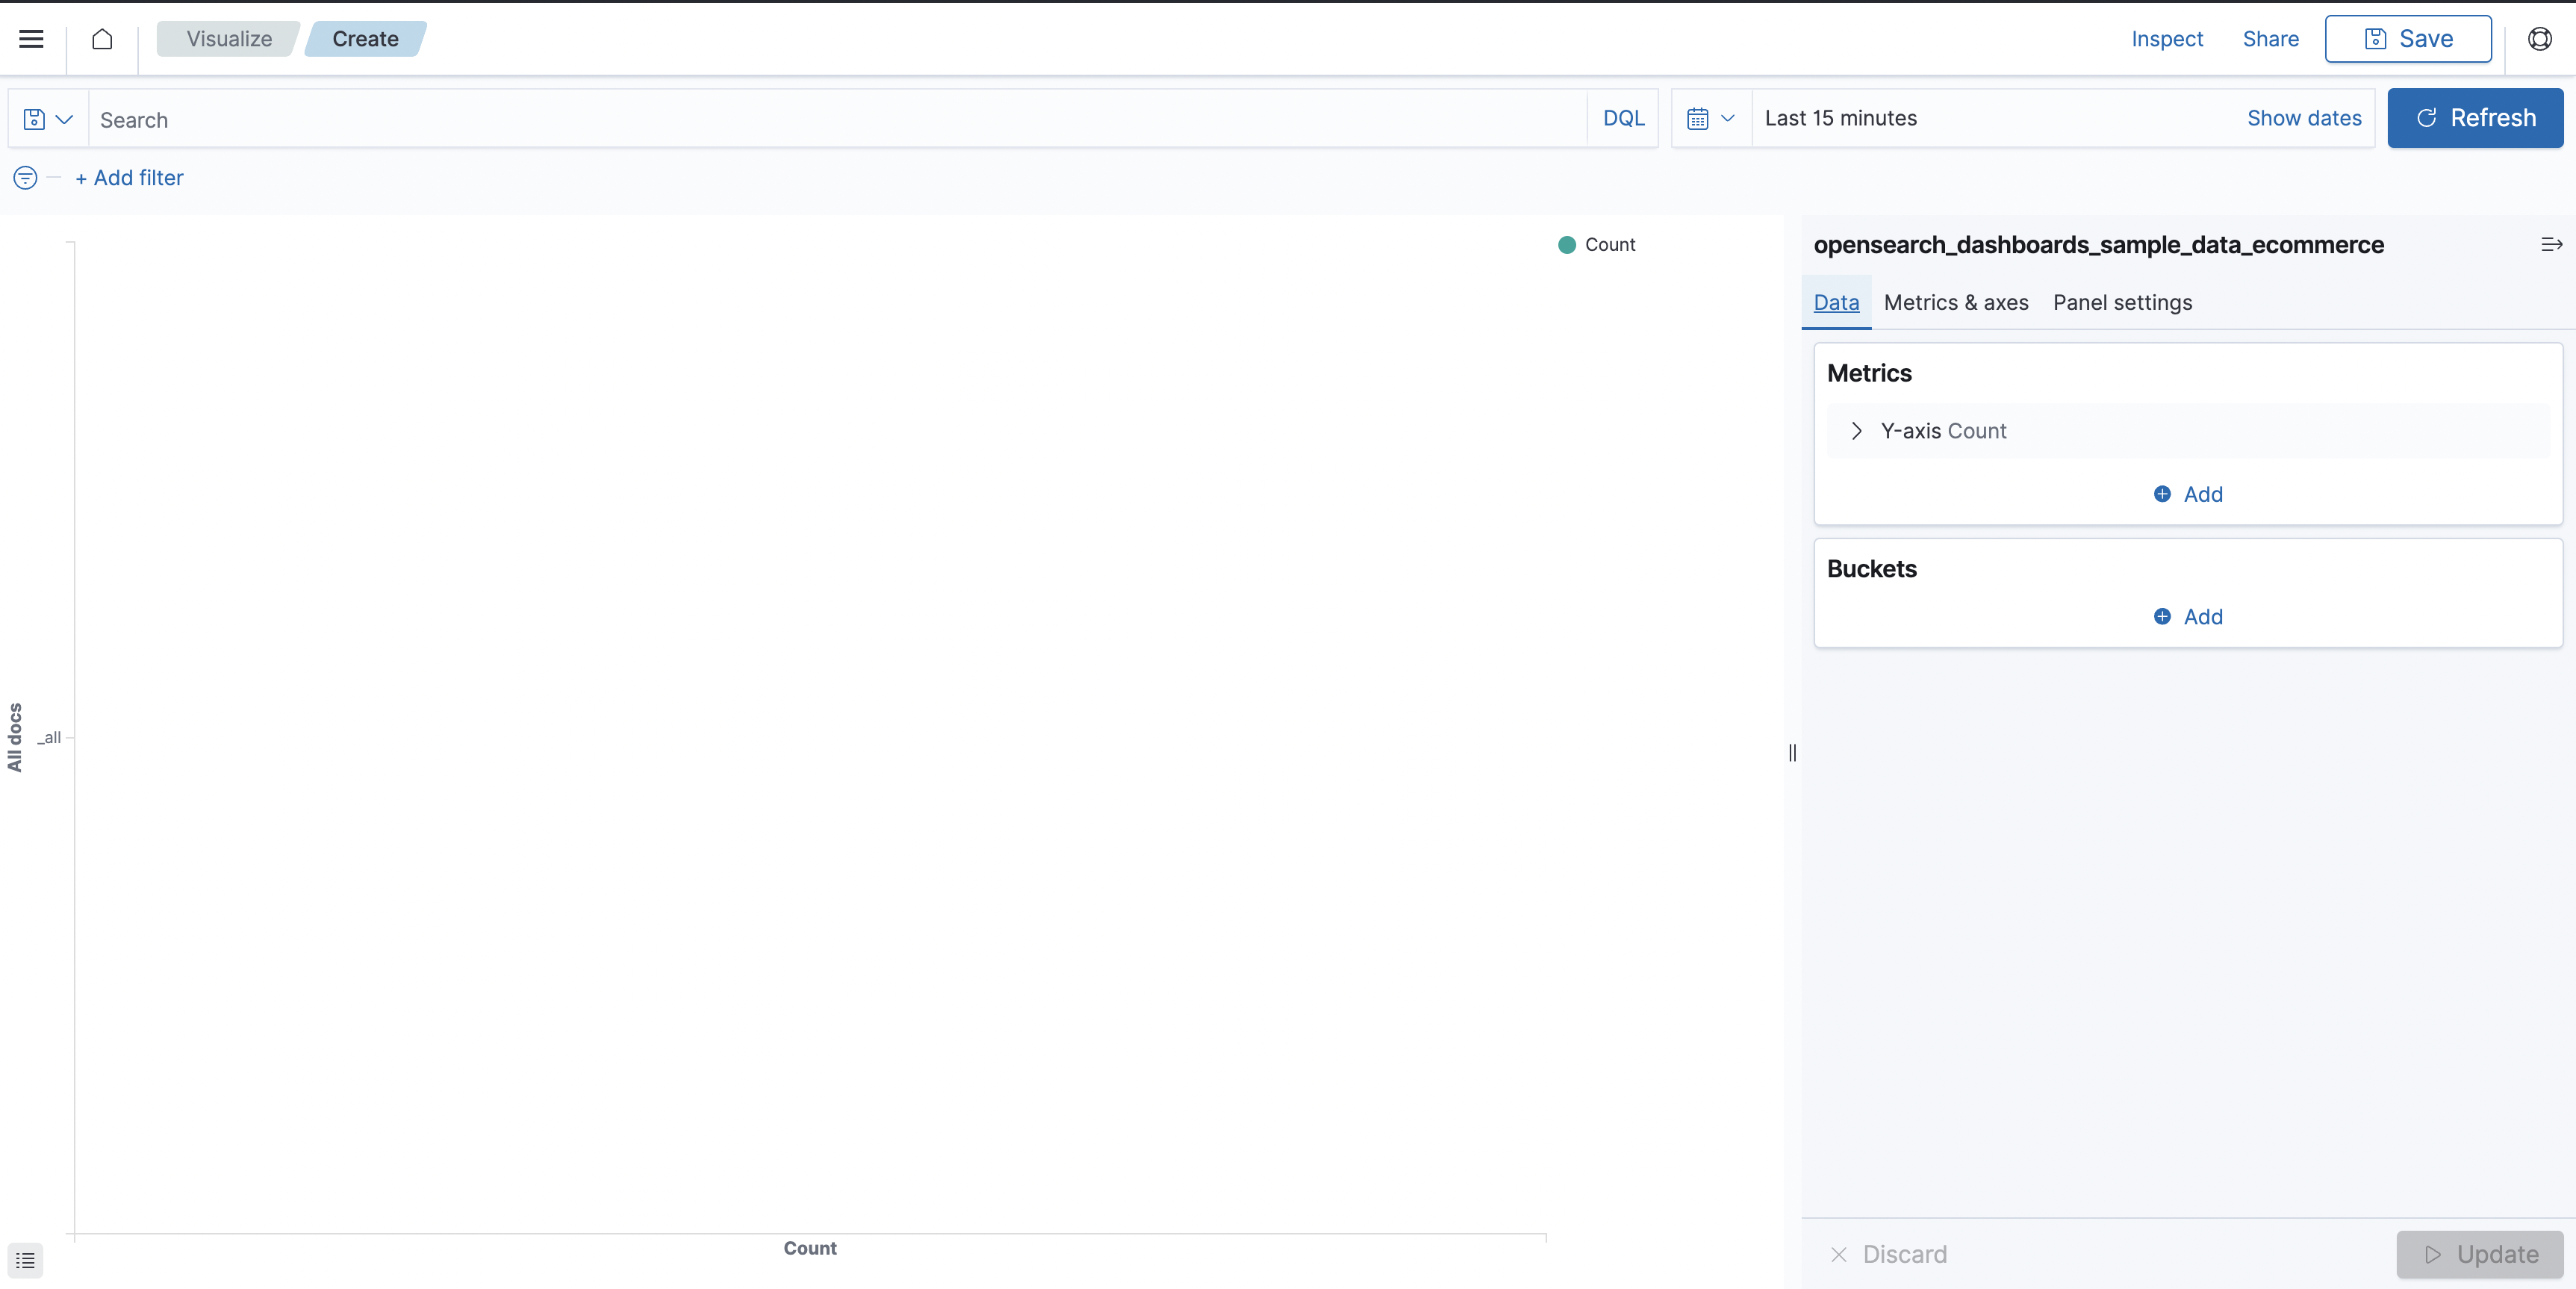 Visualize Create Inspect Share Save
Search DQL Last 15 minutes Show dates Refresh
+ Add filter
Count
All docs
_all
Count
opensearch_dashboards_sample_data_ecommerce
Data Metrics & axes Panel settings
Metrics
Y-axis Count
Add
Buckets
Add
Discard Update